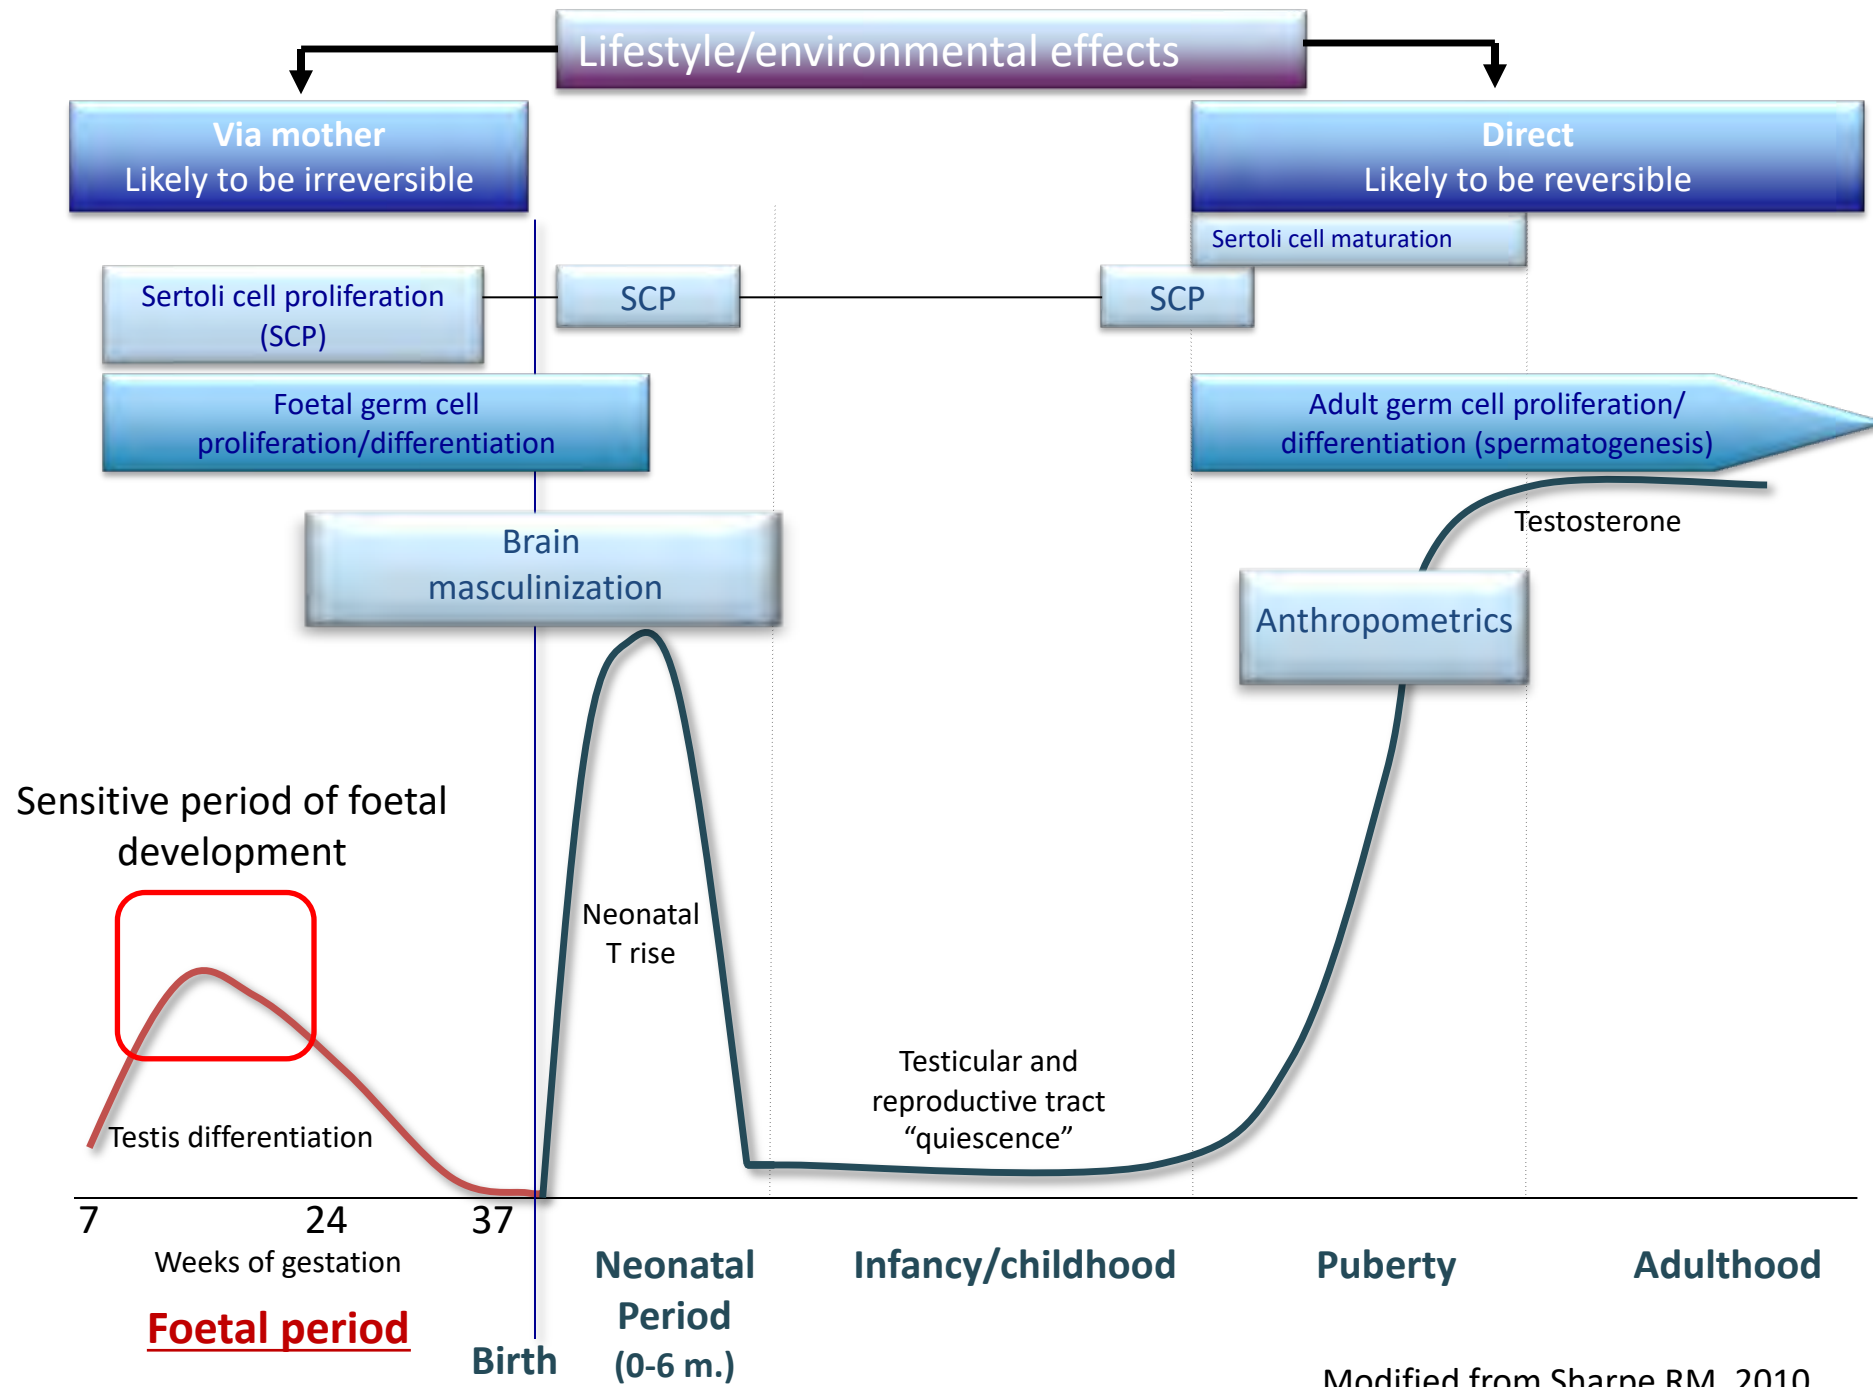 Lifestyle/environmental effects
Via mother
Likely to be irreversible
Direct
Likely to be reversible
Sertoli cell maturation
Sertoli cell proliferation
(SCP)
SCP
SCP
Foetal germ cell
proliferation/differentiation
Adult germ cell proliferation/
differentiation (spermatogenesis)
Brain
masculinization
Testosterone
Anthropometrics
Sensitive period of foetal
development
Neonatal
T rise
Testicular and
reproductive tract
“quiescence”
Testis differentiation
7
24
37
Weeks of gestation
Foetal period
Birth
Neonatal
Period
(0-6 m.)
Infancy/childhood
Puberty
Adulthood
Modified from Sharpe RM, 2010